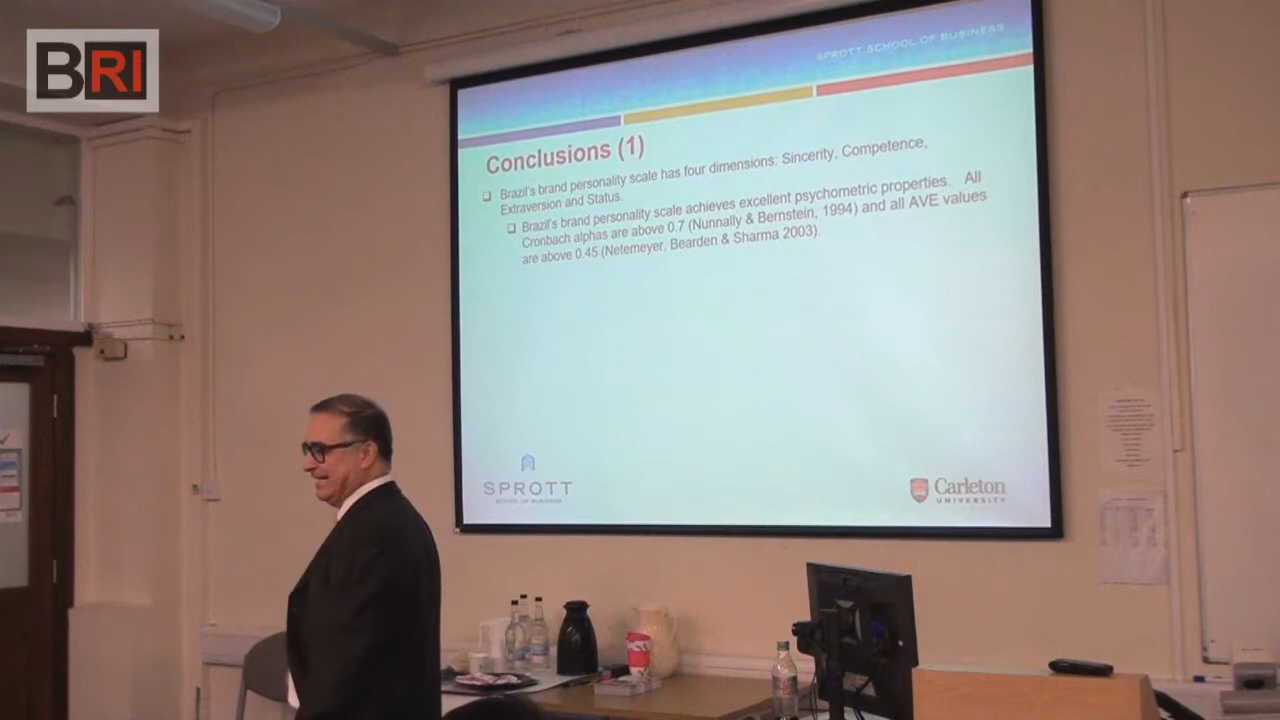 BRI
SPROTT SCHOOL OF BUSINESS
Conclusions (1)
Brazil's brand personality scale has four dimensions: Sincerity, Competence,
Extraversion and Status.
Brazil's brand personality scale achieves excellent psychometric properties. All
Cronbach alphas are above 0.7 (Nunnally & Bernstein, 1994) and all AVE values
are above 0.45 (Netemeyer, Bearden & Sharma 2003).
SPROTT
SCHOOL OF BUSINESS
Carleton
UNIVERSITY